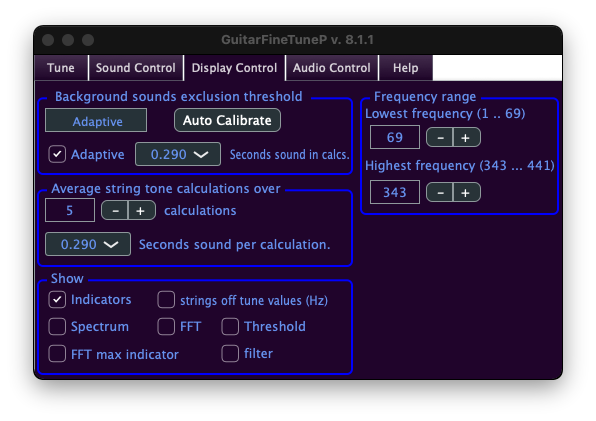 GuitarFineTuneP v. 8.1.1
Tune Sound Control Display Control Audio Control Help
Background sounds exclusion threshold
Adaptive Auto Calibrate
Adaptive 0.290 Seconds sound in calcs.
Average string tone calculations over
5 - + calculations
0.290 Seconds sound per calculation.
Show
Indicators strings off tune values (Hz)
Spectrum FFT Threshold
FFT max indicator filter
Frequency range
Lowest frequency (1 .. 69)
69 - +
Highest frequency (343 ... 441)
343 - +